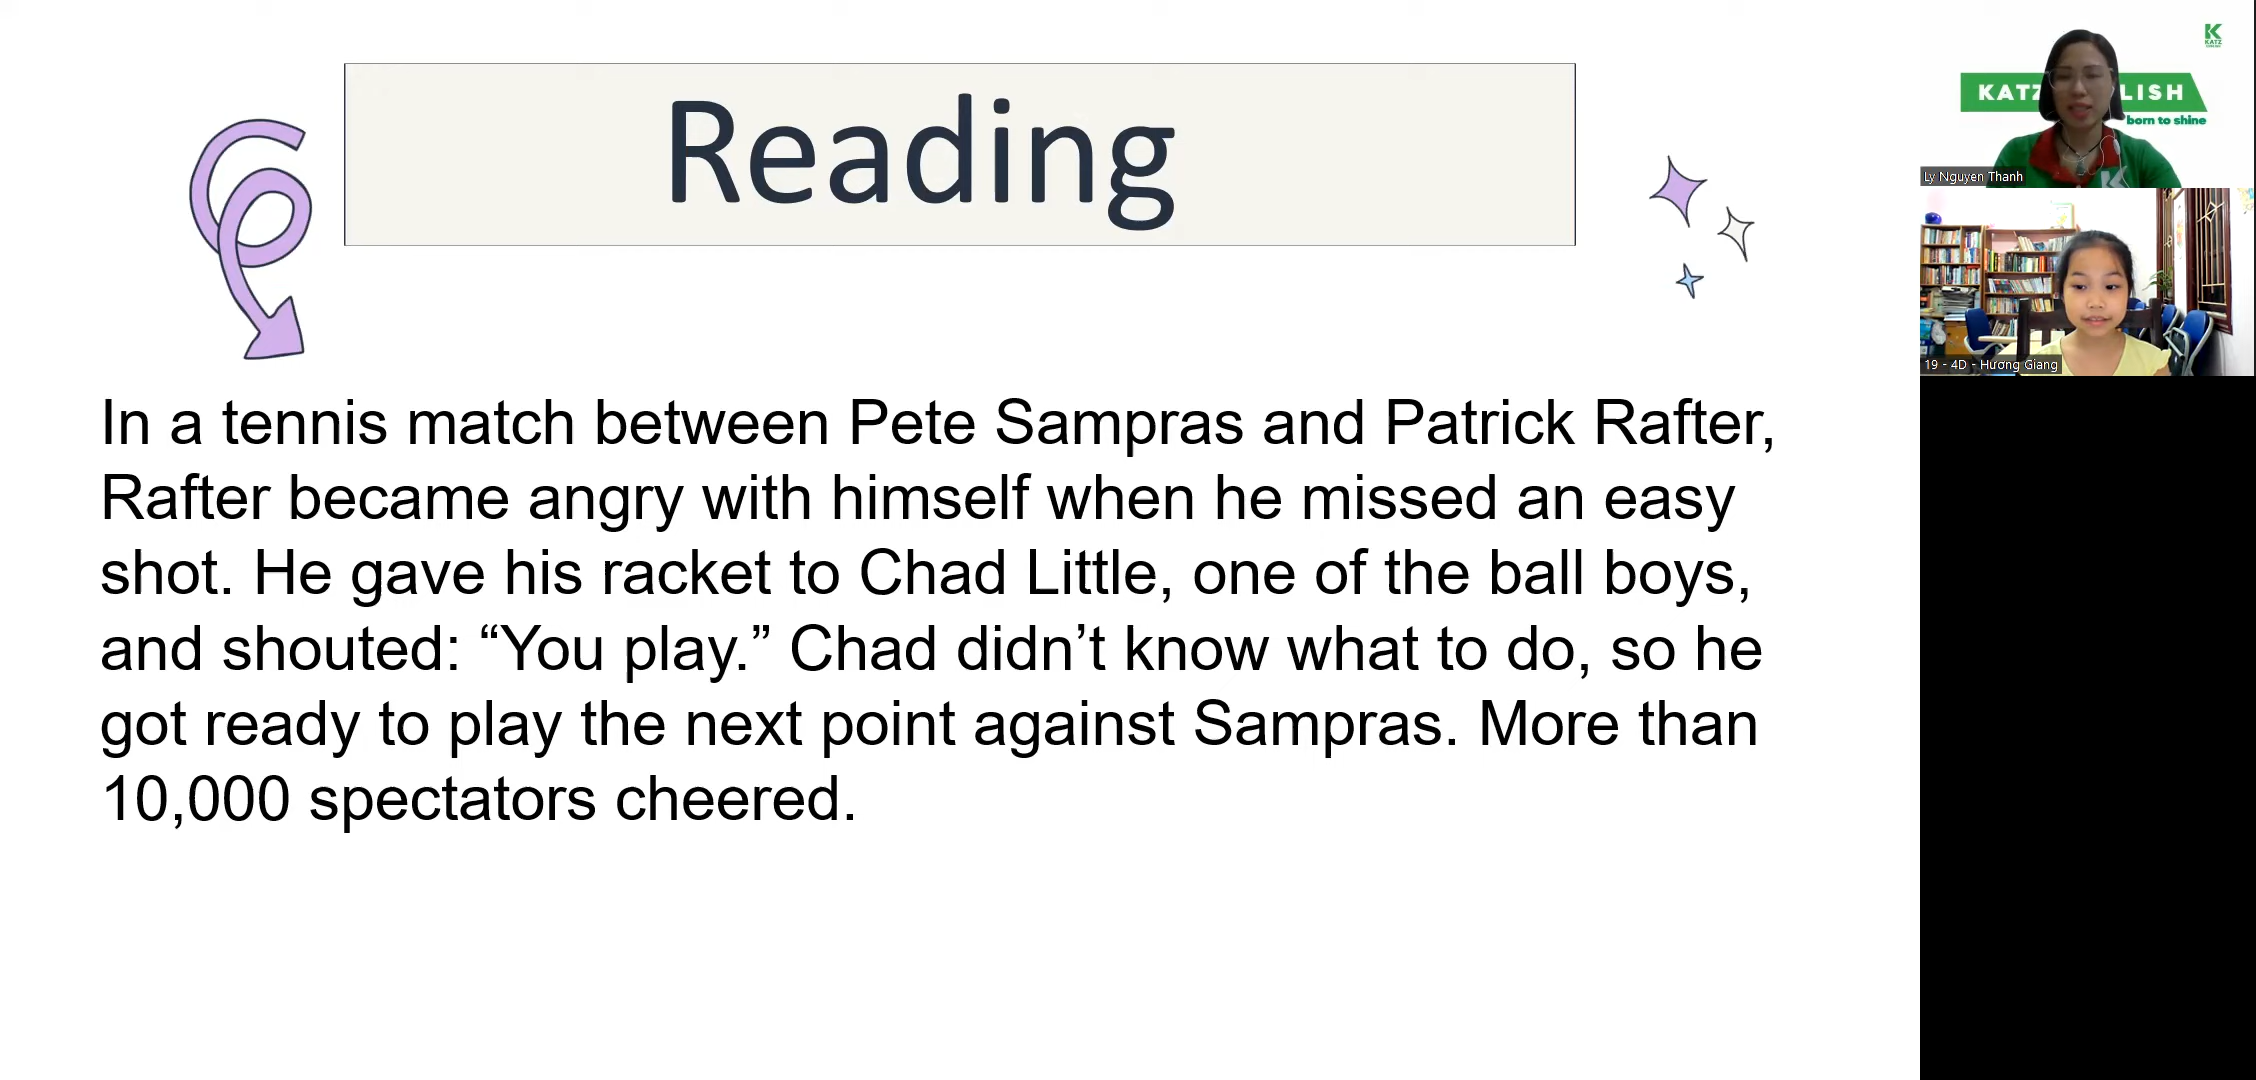 Reading
In a tennis match between Pete Sampras and Patrick Rafter,
Rafter became angry with himself when he missed an easy
shot. He gave his racket to Chad Little, one of the ball boys,
and shouted: “You play.” Chad didn’t know what to do, so he
got ready to play the next point against Sampras. More than
10,000 spectators cheered.
KATZ
LISH
born to shine
Ly Nguyen Thanh
19 - 4D - Hương Giang